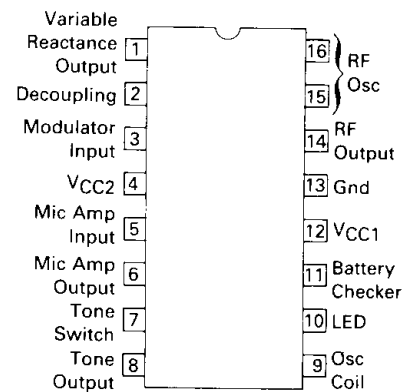 Variable
Reactance
Output
1
Decoupling 2
Modulator
Input
3
VCC2 4
Mic Amp
Input
5
Mic Amp
Output
6
Tone
Switch
7
Tone
Output
8
16
15
RF
Osc
14
RF
Output
13 Gnd
12 VCC1
11
Battery
Checker
10 LED
9
Osc
Coil